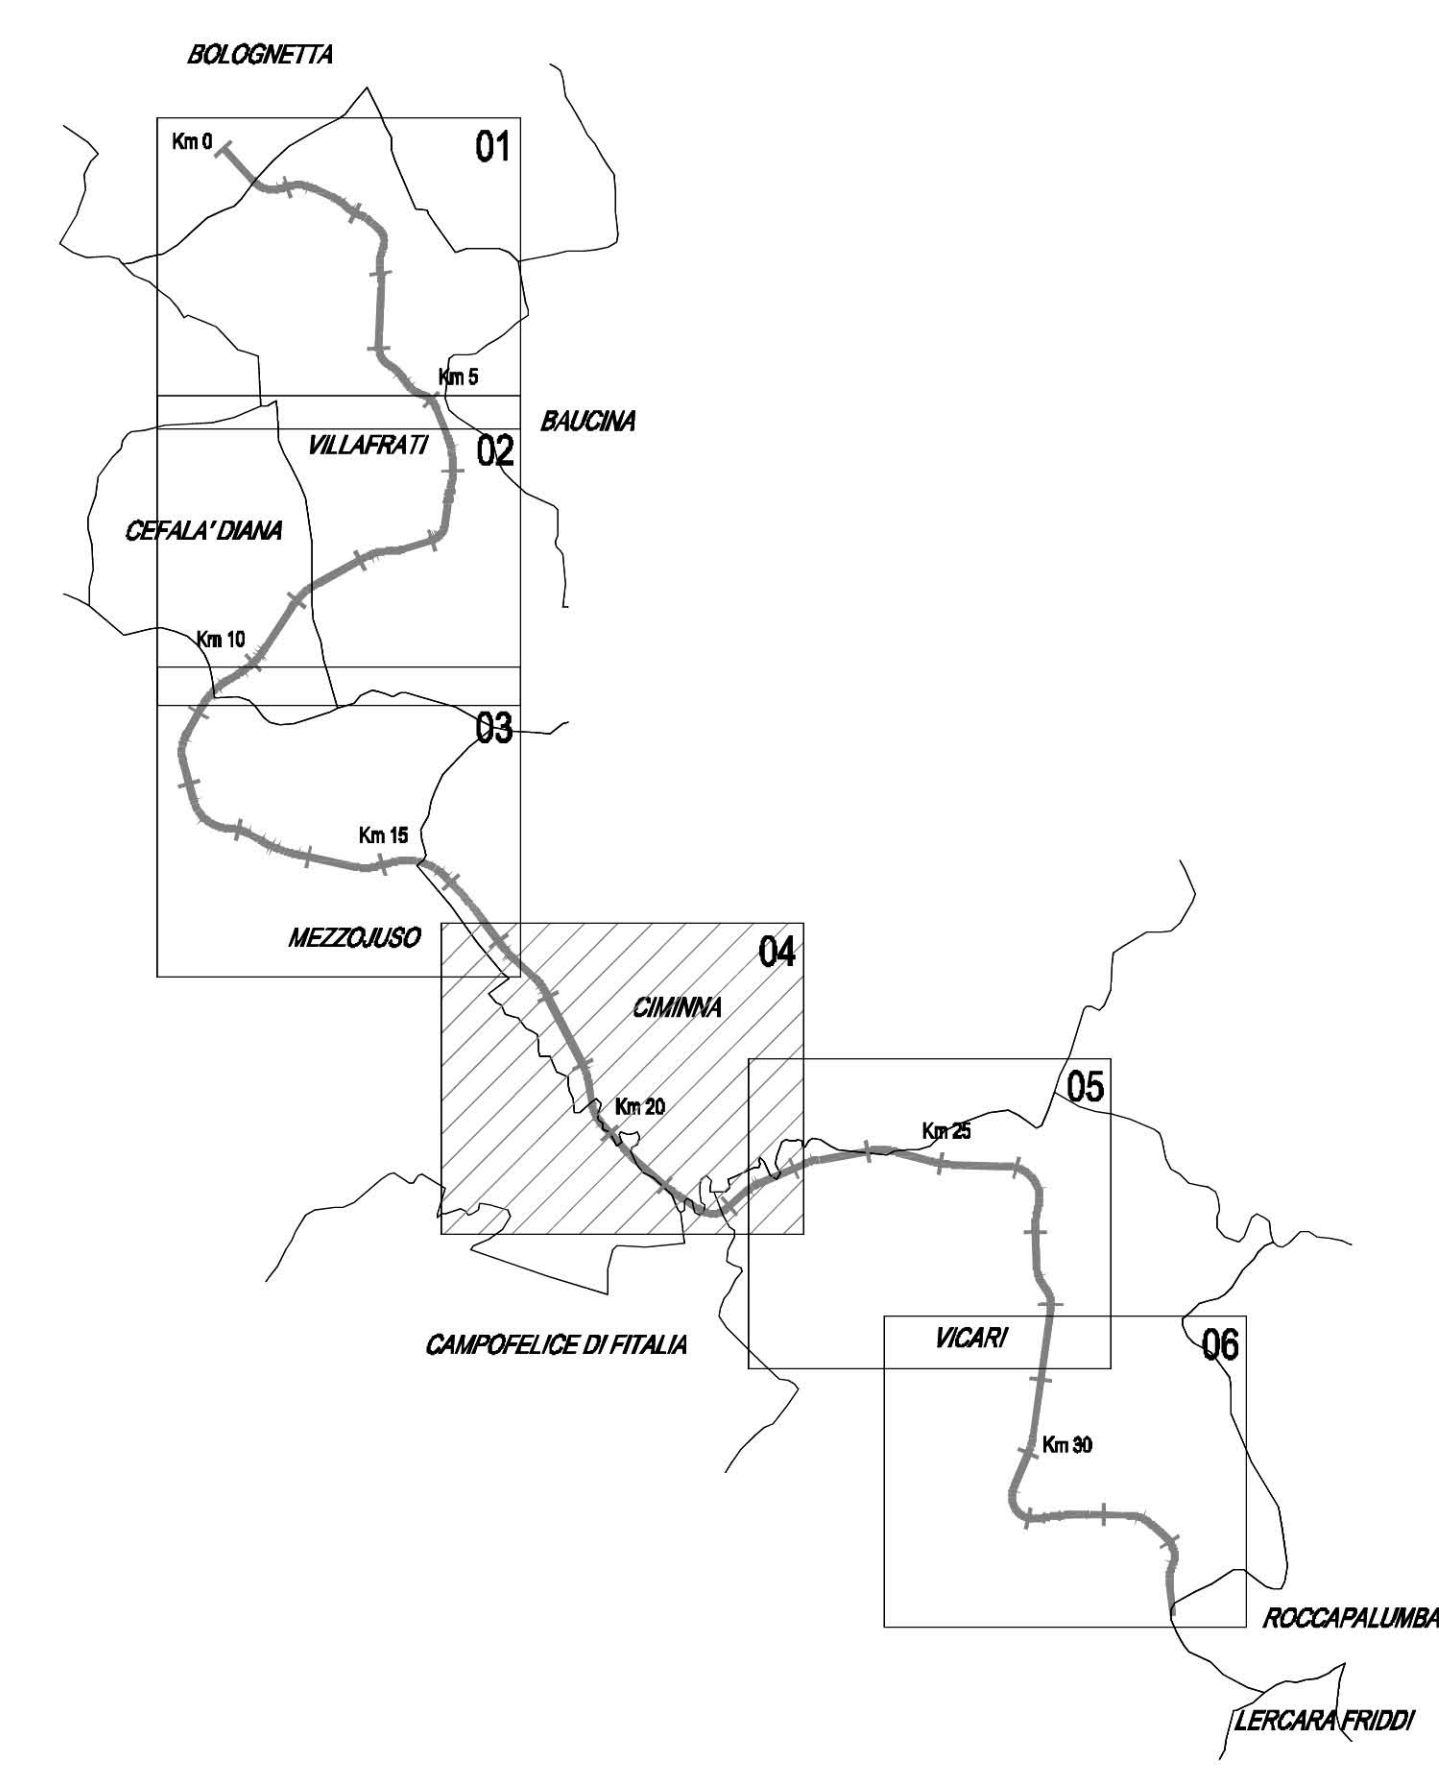 BOLOGNETTA
Km 0
01
Km 5
BAUCINA
VILLAFRATI
02
CEFALA' DIANA
Km 10
03
Km 15
MEZZOJUSO
04
CIMINNA
05
Km 20
Km 25
VICARI
06
CAMPOFELICE DI FITALIA
Km 30
ROCCAPALUMBA
LERCARA FRIDDI